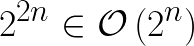 2^{2n} ∈ 𝒪 (2^n)